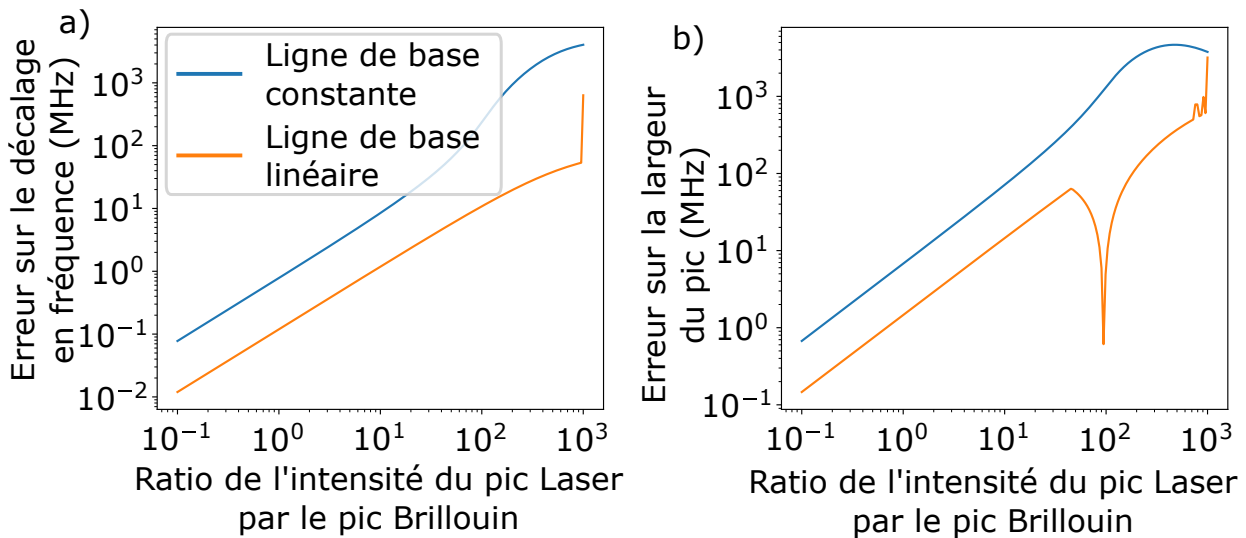 a)
Ligne de base
constante
Ligne de base
linéaire
Erreur sur le décalage
en fréquence (MHz)
10³
10²
10¹
10⁰
10⁻¹
10⁻²
10⁻¹ 10⁰ 10¹ 10² 10³
Ratio de l'intensité du pic Laser
par le pic Brillouin
b)
Erreur sur la largeur
du pic (MHz)
10³
10²
10¹
10⁰
10⁻¹
10⁻¹ 10⁰ 10¹ 10² 10³
Ratio de l'intensité du pic Laser
par le pic Brillouin